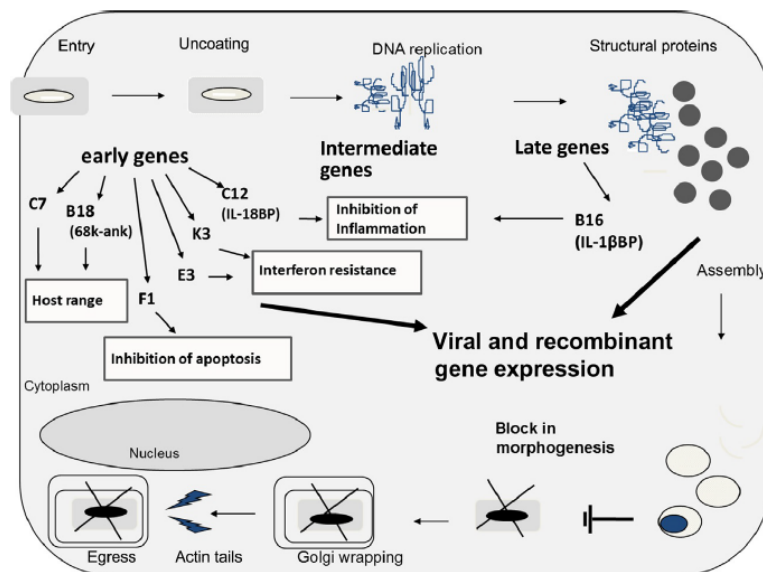 Entry
Uncoating
DNA replication
Structural proteins
Intermediate
genes
Late genes
early genes
C7
B18
(68k-ank)
C12
(IL-18BP)
K3
E3
F1
Inhibition of
Inflammation
B16
(IL-1βBP)
Interferon resistance
Host range
Inhibition of apoptosis
Assembly
Viral and recombinant
gene expression
Cytoplasm
Nucleus
Block in
morphogenesis
Egress
Actin tails
Golgi wrapping